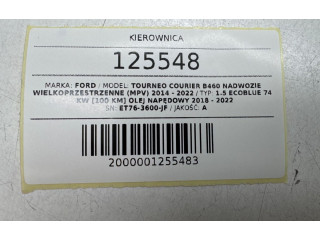 KIEROWNICA
125548
MARKA: FORD / MODEL: TOURNEO COURIER B460 NADWOZIE
WIELKOPRZESTRZENNE (MPV) 2014 - 2022 / TYP: 1.5 ECOBLUE 74
KW [100 KM] OLEJ NAPĘDOWY 2018 - 2022
SN: ET76-3600-JF / JAKOŚĆ: A
2000001255483